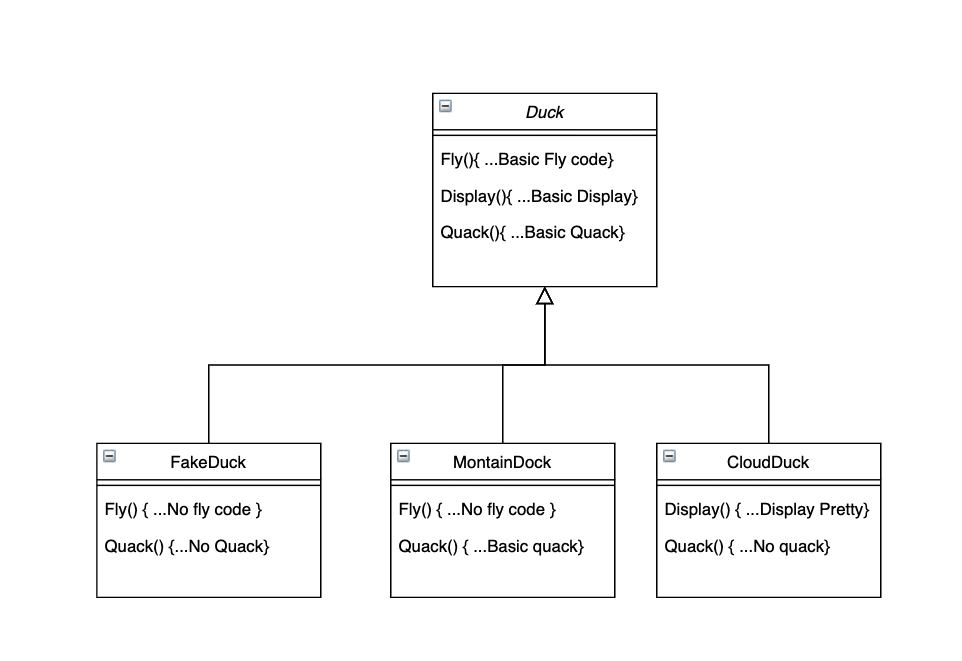 Duck
Fly(){ ...Basic Fly code}
Display(){ ...Basic Display}
Quack(){ ...Basic Quack}
FakeDuck
Fly() { ...No fly code }
Quack() {...No Quack}
MontainDock
Fly() { ...No fly code }
Quack() { ...Basic quack}
CloudDuck
Display() { ...Display Pretty}
Quack() { ...No quack}